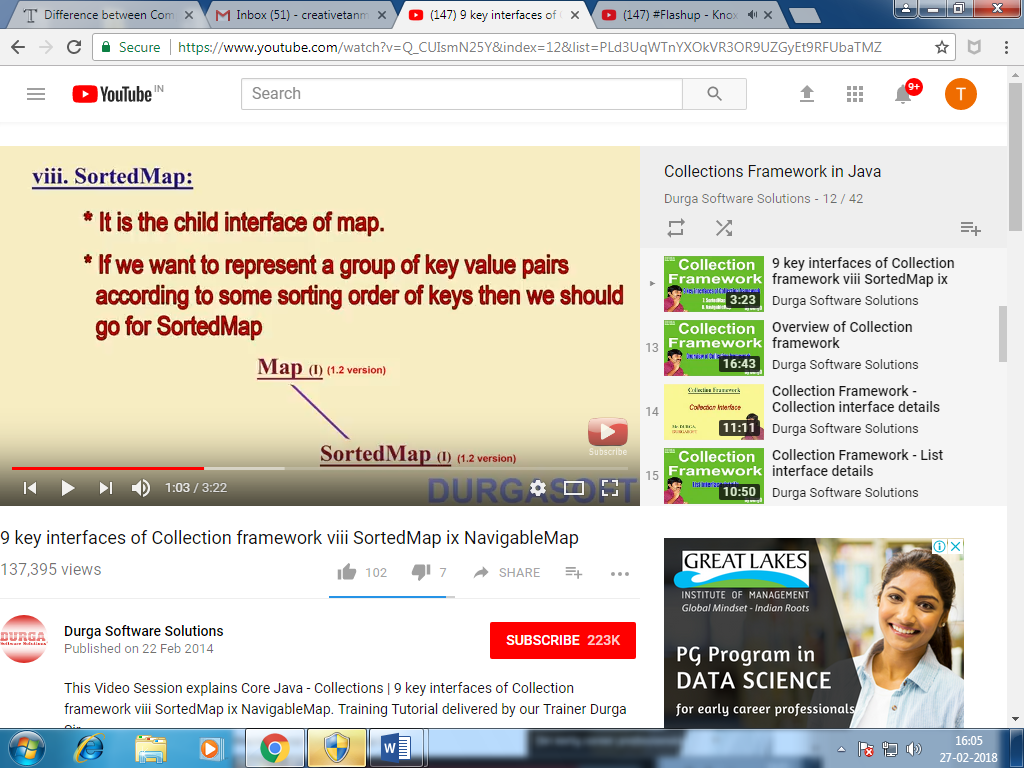 Difference between Com
Inbox (51) - creativetanm
(147) 9 key interfaces of
(147) #Flashup - Knox
Secure
https://www.youtube.com/watch?v=Q_CUIsmN25Y&index=12&list=PLd3UqWTnYXOkVR3OR9UZGyEt9RFUbaTMZ
YouTube IN
Search
9+
T
viii. SortedMap:
* It is the child interface of map.
* If we want to represent a group of key value pairs
according to some sorting order of keys then we should
go for SortedMap
Map (I) (1.2 version)
SortedMap (I) (1.2 version)
Subscribe
DURGASOFT
1:03 / 3:22
Collections Framework in Java
Durga Software Solutions - 12 / 42
Collection
Framework
3:23
9 key interfaces of Collection
framework viii SortedMap ix
Durga Software Solutions
13
Collection
Framework
16:43
Overview of Collection
framework
Durga Software Solutions
14
Collection Framework
Collection Interface
11:11
Collection Framework -
Collection interface details
Durga Software Solutions
15
Collection
Framework
10:50
Collection Framework - List
interface details
Durga Software Solutions
9 key interfaces of Collection framework viii SortedMap ix NavigableMap
137,395 views
102
7
SHARE
DURGA
Software Solutions
Durga Software Solutions
Published on 22 Feb 2014
SUBSCRIBE 223K
This Video Session explains Core Java - Collections | 9 key interfaces of Collection
framework viii SortedMap ix NavigableMap. Training Tutorial delivered by our Trainer Durga
GREAT LAKES
INSTITUTE OF MANAGEMENT
Global Mindset - Indian Roots
PG Program in
DATA SCIENCE
for early career professionals
16:05
27-02-2018